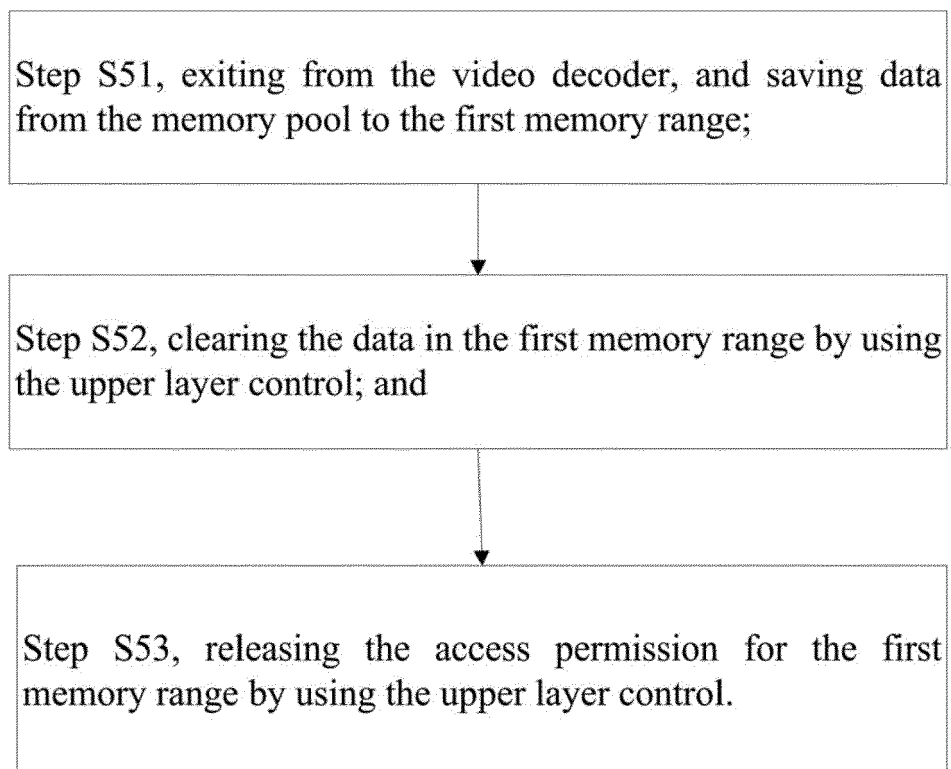 Step S51, exiting from the video decoder, and saving data
from the memory pool to the first memory range;
Step S52, clearing the data in the first memory range by using
the upper layer control; and
Step S53, releasing the access permission for the first
memory range by using the upper layer control.